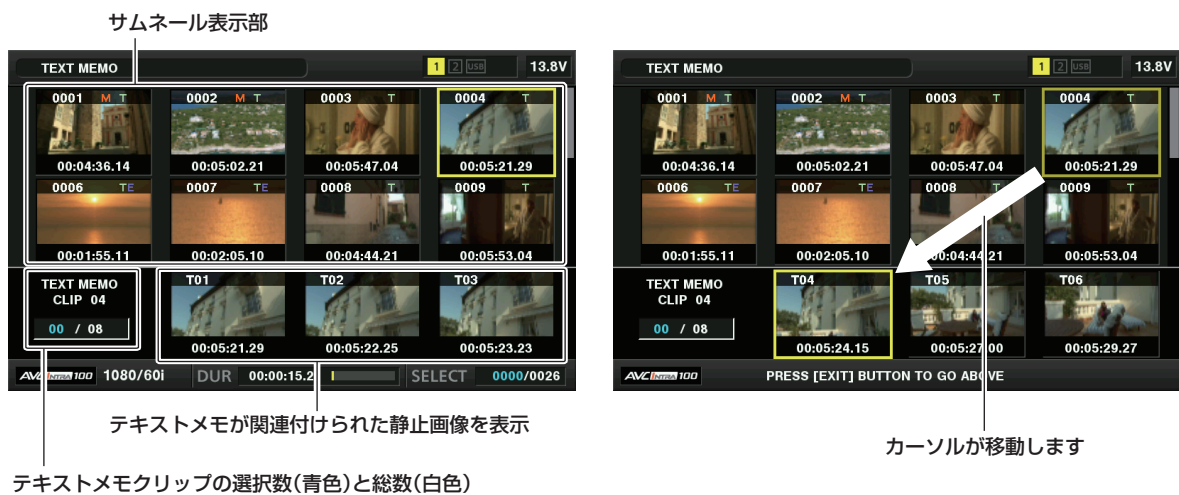 サムネール表示部
TEXT MEMO
1 2 USB 13.8V
0001 M T 0002 M T 0003 T 0004 T
00:04:36.14 00:05:02.21 00:05:47.04 00:05:21.29
0006 TE 0007 TE 0008 T 0009 T
00:01:55.11 00:02:05.10 00:04:44.21 00:05:53.04
TEXT MEMO
CLIP 04
00 / 08
T01 T02 T03
00:05:21.29 00:05:22.25 00:05:23.23
AVC INTRA 100 1080/60i DUR 00:00:15.2 SELECT 0000/0026
テキストメモが関連付けられた静止画像を表示
テキストメモクリップの選択数(青色)と総数(白色)
TEXT MEMO
1 2 USB 13.8V
0001 M T 0002 M T 0003 T 0004 T
00:04:36.14 00:05:02.21 00:05:47.04 00:05:21.29
0006 TE 0007 TE 0008 T 0009 T
00:01:55.11 00:02:05.10 00:04:44.21 00:05:53.04
TEXT MEMO
CLIP 04
00 / 08
T04 T05 T06
00:05:24.15 00:05:27.00 00:05:29.27
AVC INTRA 100 PRESS [EXIT] BUTTON TO GO ABOVE
カーソルが移動します